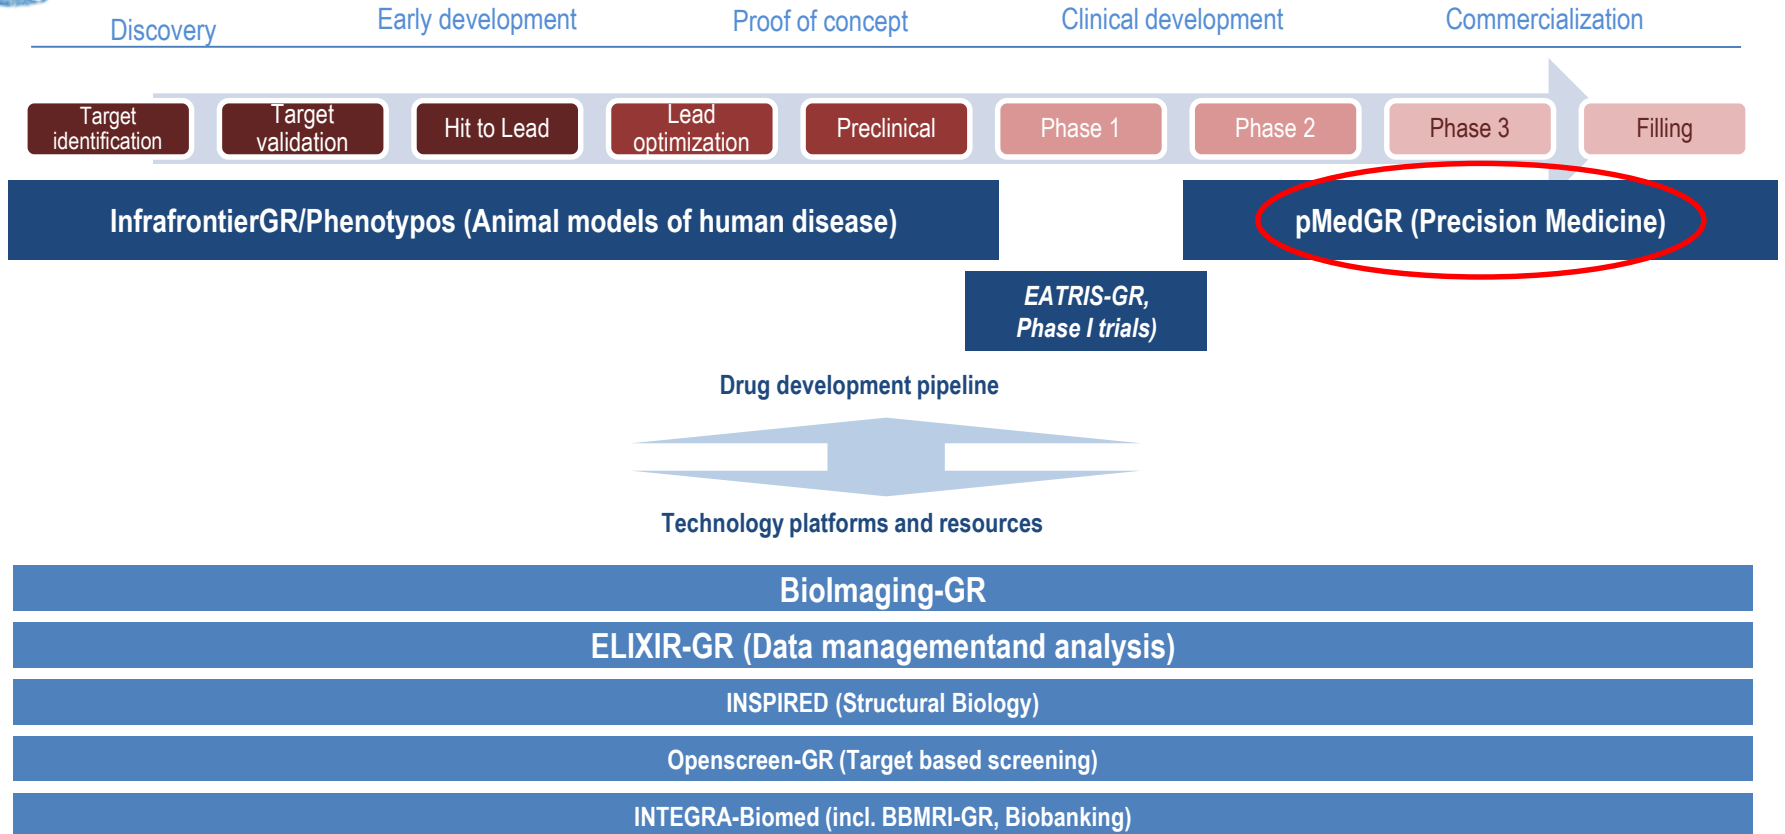 Discovery
Early development
Proof of concept
Clinical development
Commercialization
Target
identification
Target
validation
Hit to Lead
Lead
optimization
Preclinical
Phase 1
Phase 2
Phase 3
Filling
InfrafrontierGR/Phenotypos (Animal models of human disease)
pMedGR (Precision Medicine)
EATRIS-GR,
Phase I trials)
Drug development pipeline
Technology platforms and resources
BioImaging-GR
ELIXIR-GR (Data managementand analysis)
INSPIRED (Structural Biology)
Openscreen-GR (Target based screening)
INTEGRA-Biomed (incl. BBMRI-GR, Biobanking)